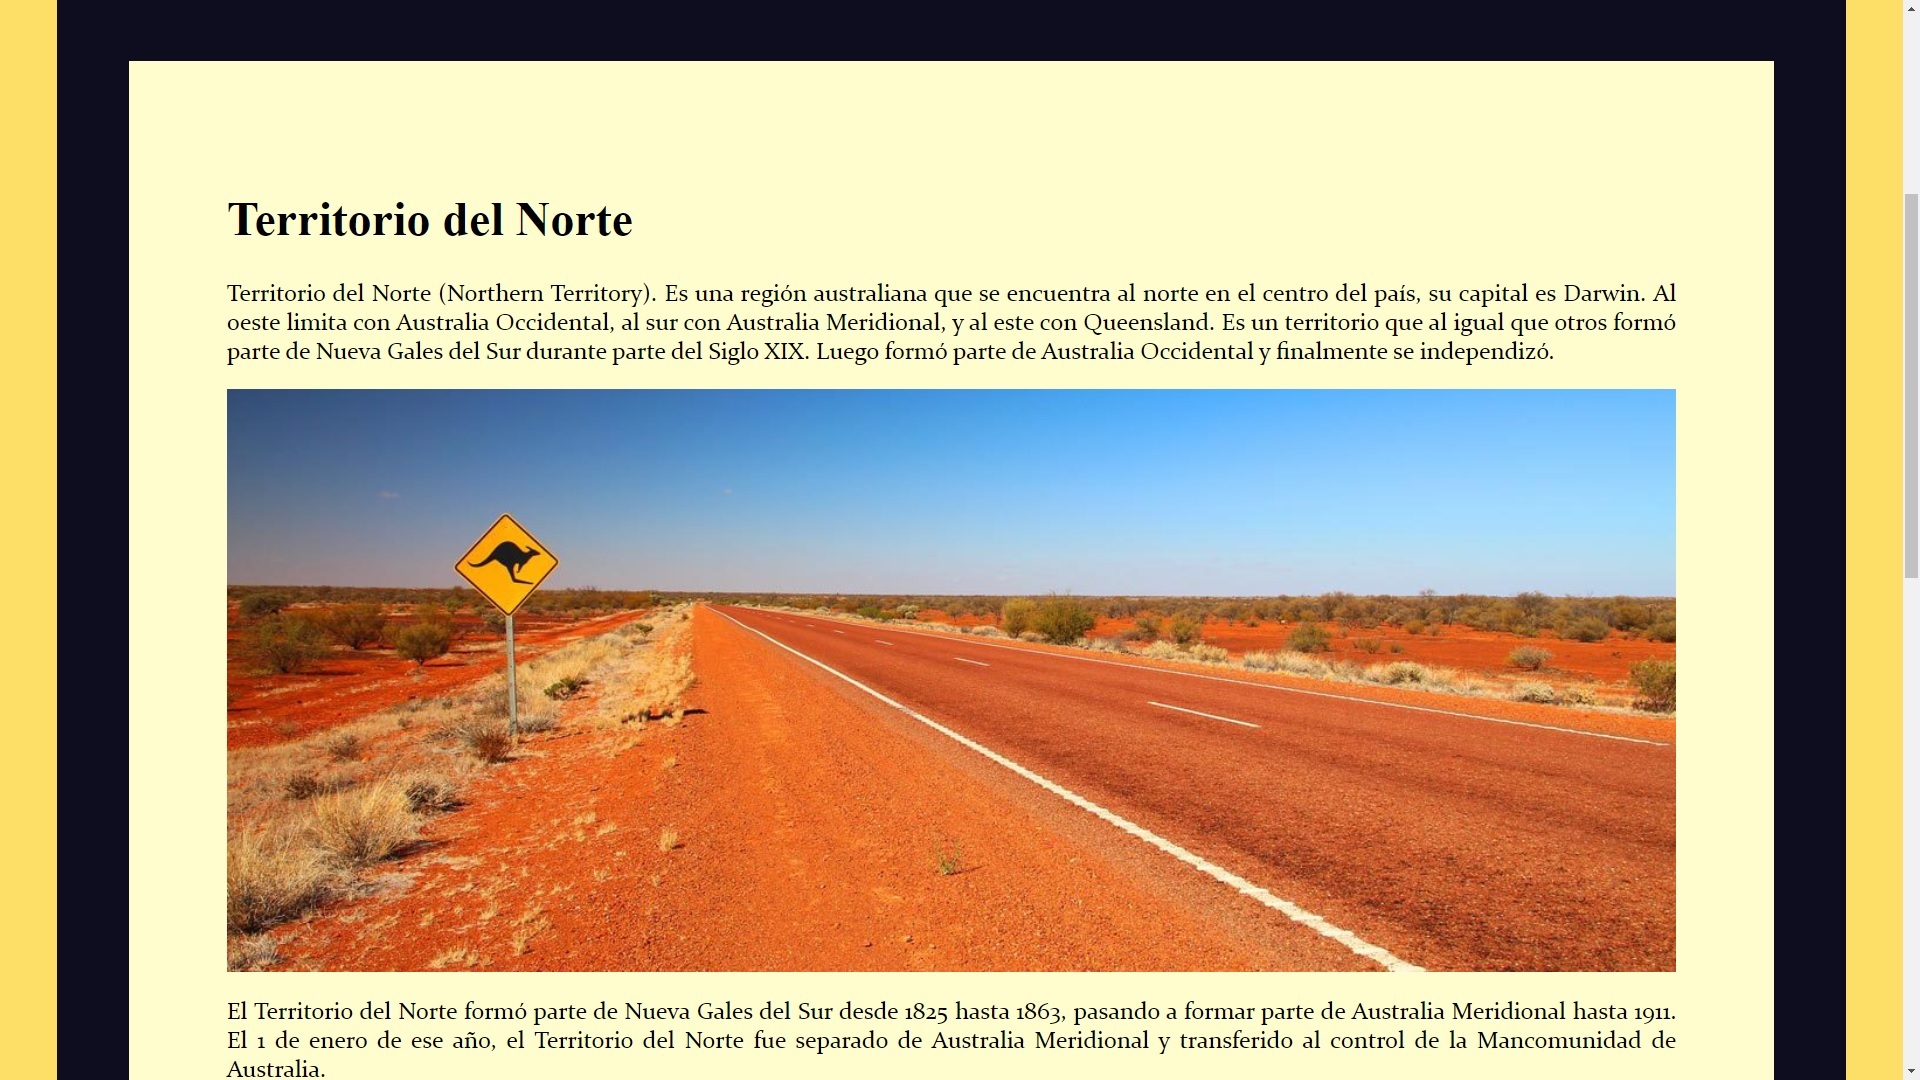 Territorio del Norte
Territorio del Norte (Northern Territory). Es una región australiana que se encuentra al norte en el centro del país, su capital es Darwin. Al
oeste limita con Australia Occidental, al sur con Australia Meridional, y al este con Queensland. Es un territorio que al igual que otros formó
parte de Nueva Gales del Sur durante parte del Siglo XIX. Luego formó parte de Australia Occidental y finalmente se independizó.
El Territorio del Norte formó parte de Nueva Gales del Sur desde 1825 hasta 1863, pasando a formar parte de Australia Meridional hasta 1911.
El 1 de enero de ese año, el Territorio del Norte fue separado de Australia Meridional y transferido al control de la Mancomunidad de
Australia.